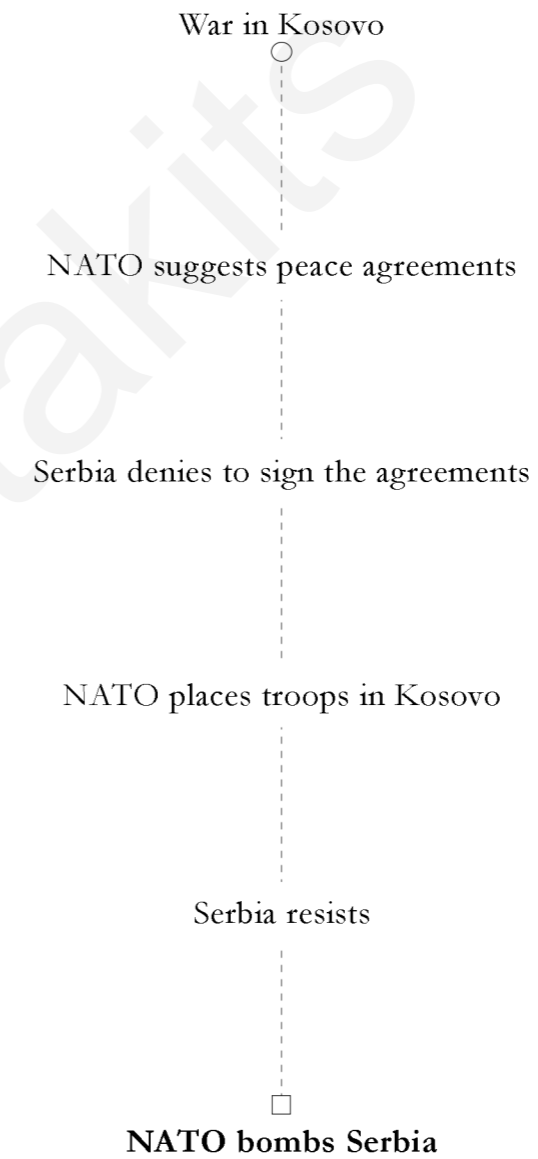 War in Kosovo
NATO suggests peace agreements
Serbia denies to sign the agreements
NATO places troops in Kosovo
Serbia resists
NATO bombs Serbia